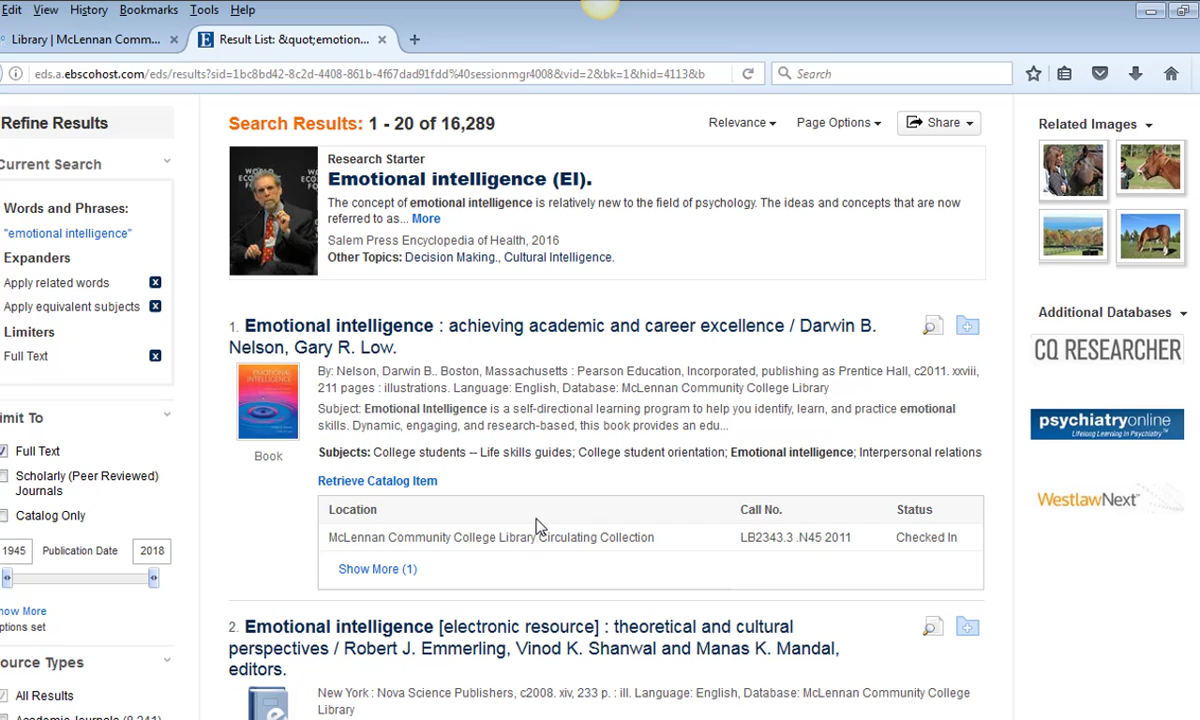 Edit View History Bookmarks Tools Help
Library | McLennan Comm... × Result List: &quot;emotion... × +
eds.a.ebscohost.com/eds/results?sid=1bc8bd42-8c2d-4408-861b-4f67dad91fdd%40sessionmgr4008&vid=2&bk=1&hid=4113&b Search
Refine Results
Current Search
Words and Phrases:
"emotional intelligence"
Expanders
Apply related words
Apply equivalent subjects
Limiters
Full Text
imit To
Full Text
Scholarly (Peer Reviewed)
Journals
Catalog Only
1945 Publication Date 2018
how More
ptions set
ource Types
All Results
Academic Journals (9,241)
Search Results: 1 - 20 of 16,289
Relevance Page Options Share
Research Starter
Emotional intelligence (EI).
The concept of emotional intelligence is relatively new to the field of psychology. The ideas and concepts that are now
referred to as... More
Salem Press Encyclopedia of Health, 2016
Other Topics: Decision Making., Cultural Intelligence.
1. Emotional intelligence : achieving academic and career excellence / Darwin B.
Nelson, Gary R. Low.
By: Nelson, Darwin B.. Boston, Massachusetts : Pearson Education, Incorporated, publishing as Prentice Hall, c2011. xxviii,
211 pages : illustrations. Language: English, Database: McLennan Community College Library
Subject: Emotional Intelligence is a self-directional learning program to help you identify, learn, and practice emotional
skills. Dynamic, engaging, and research-based, this book provides an edu...
Book
Subjects: College students -- Life skills guides; College student orientation; Emotional intelligence; Interpersonal relations
Retrieve Catalog Item
Location Call No. Status
McLennan Community College Library Circulating Collection LB2343.3 .N45 2011 Checked In
Show More (1)
2. Emotional intelligence [electronic resource] : theoretical and cultural
perspectives / Robert J. Emmerling, Vinod K. Shanwal and Manas K. Mandal,
editors.
New York : Nova Science Publishers, c2008. xiv, 233 p. : ill. Language: English, Database: McLennan Community College
Library
Related Images
Additional Databases
CQ RESEARCHER
psychiatryonline
Lifelong Learning in Psychiatry™
WestlawNext™